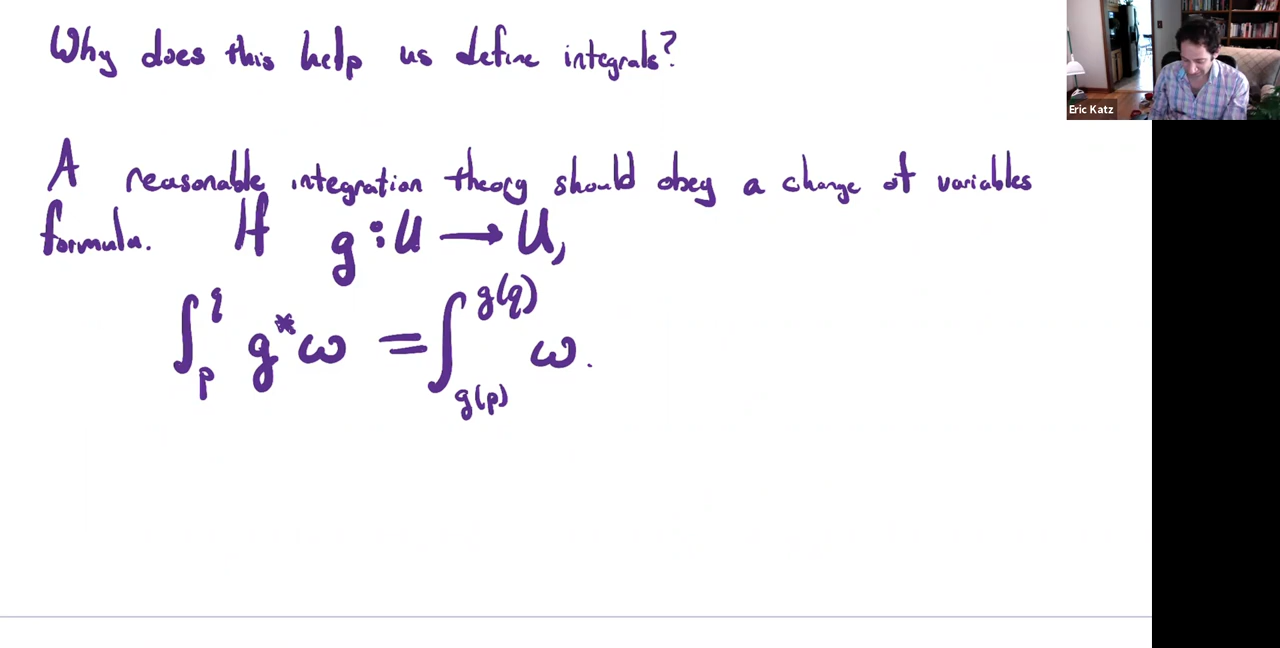 Why does this help us define integrals?
Eric Katz
A reasonable integration theory should obey a change of variables
formula. If g : U → U,
∫_p^q g*ω = ∫_{g(p)}^{g(q)} ω.